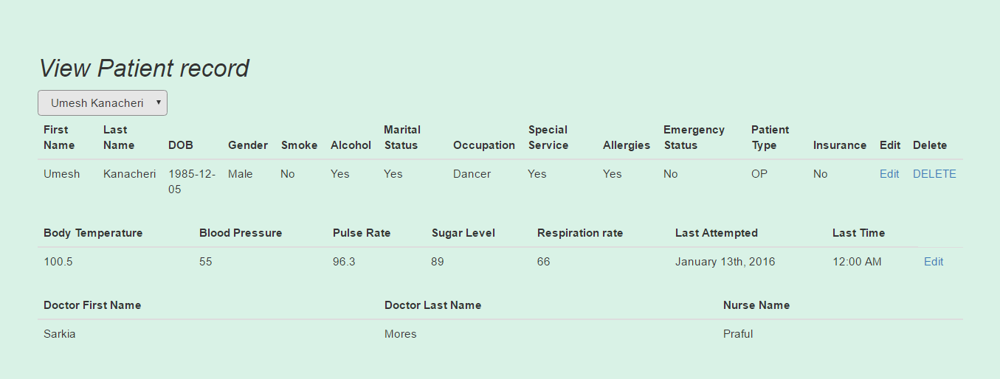 View Patient record
Umesh Kanacheri
First Name Last Name DOB Gender Smoke Alcohol Marital Status Occupation Special Service Allergies Emergency Status Patient Type Insurance Edit Delete
Umesh Kanacheri 1985-12-05 Male No Yes Yes Dancer Yes Yes No OP No Edit DELETE
Body Temperature Blood Pressure Pulse Rate Sugar Level Respiration rate Last Attempted Last Time
100.5 55 96.3 89 66 January 13th, 2016 12:00 AM Edit
Doctor First Name Doctor Last Name Nurse Name
Sarkia Mores Praful